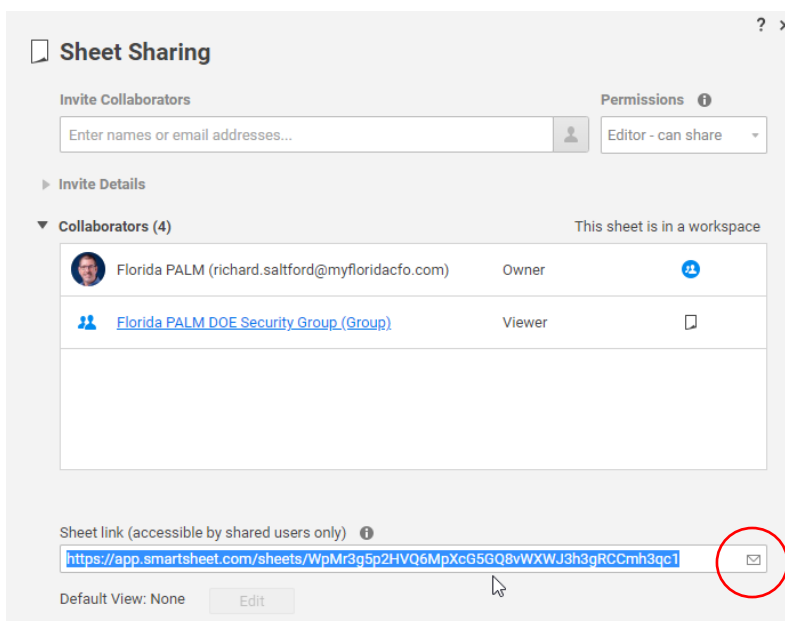 ?
Sheet Sharing
Invite Collaborators Permissions
Enter names or email addresses... Editor - can share
Invite Details
Collaborators (4) This sheet is in a workspace
Florida PALM (richard.saltford@myfloridacfo.com) Owner
Florida PALM DOE Security Group (Group) Viewer
Sheet link (accessible by shared users only)
https://app.smartsheet.com/sheets/WpMr3g5p2HVQ6MpXcG5GQ8vWXWJ3h3gRCCmh3qc1
Default View: None Edit